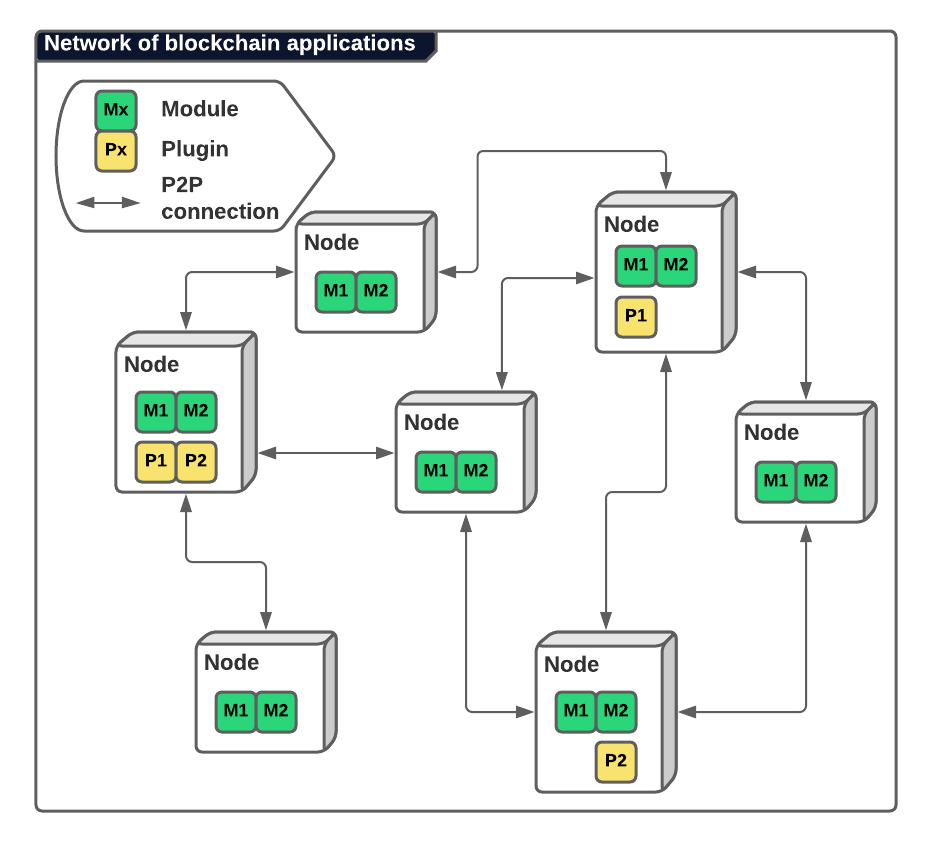 Network of blockchain applications
Mx Module
Px Plugin
P2P
connection
Node
M1 M2
Node
M1 M2
P1
Node
M1 M2
P1 P2
Node
M1 M2
Node
M1 M2
Node
M1 M2
Node
M1 M2
P2